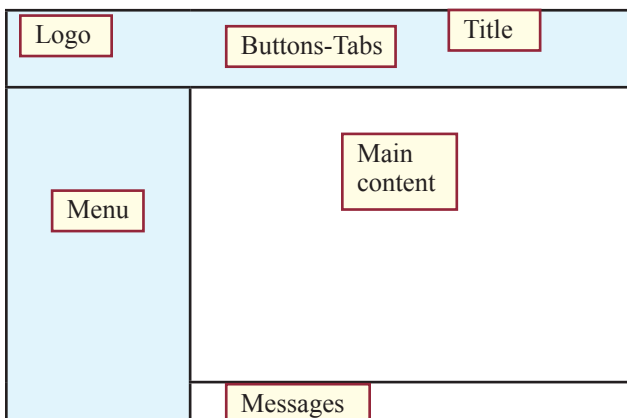 Logo
Buttons-Tabs
Title
Main
content
Menu
Messages